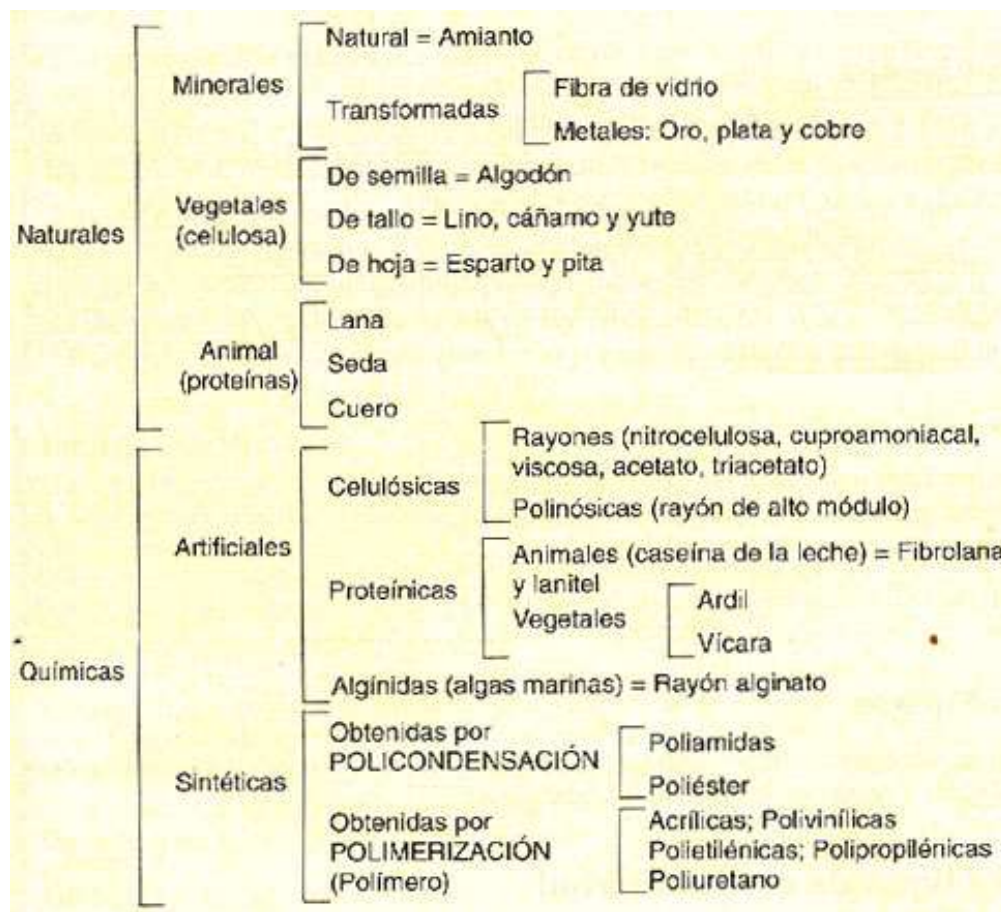 Naturales
Minerales
Natural = Amianto
Transformadas
Fibra de vidrio
Metales: Oro, plata y cobre
Vegetales
(celulosa)
De semilla = Algodón
De tallo = Lino, cáñamo y yute
De hoja = Esparto y pita
Animal
(proteínas)
Lana
Seda
Cuero
Químicas
Artificiales
Celulósicas
Rayones (nitrocelulosa, cuproamoniacal,
viscosa, acetato, triacetato)
Polinósicas (rayón de alto módulo)
Proteínicas
Animales (caseína de la leche) = Fibrolana
y lanitel
Vegetales
Ardil
Vícara
Algínidas (algas marinas) = Rayón alginato
Sintéticas
Obtenidas por
POLICONDENSACIÓN
Poliamidas
Poliéster
Obtenidas por
POLIMERIZACIÓN
(Polímero)
Acrílicas; Polivinílicas
Polietilénicas; Polipropilénicas
Poliuretano